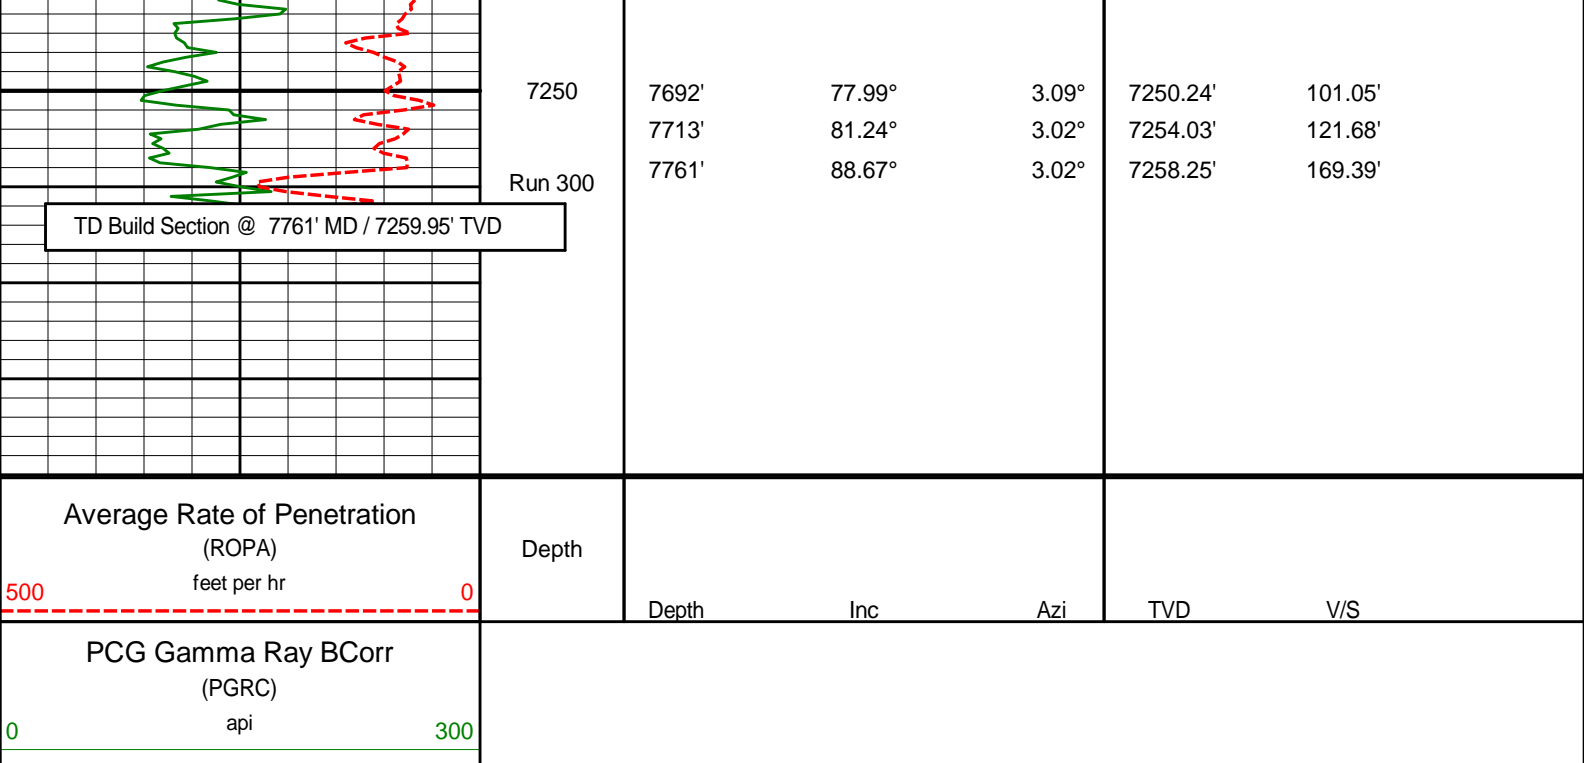 7250 7692' 77.99° 3.09° 7250.24' 101.05'
7713' 81.24° 3.02° 7254.03' 121.68'
7761' 88.67° 3.02° 7258.25' 169.39'
Run 300
TD Build Section @ 7761' MD / 7259.95' TVD
Average Rate of Penetration
(ROPA)
feet per hr
500 0
Depth
Depth Inc Azi TVD V/S
PCG Gamma Ray BCorr
(PGRC)
api
0 300